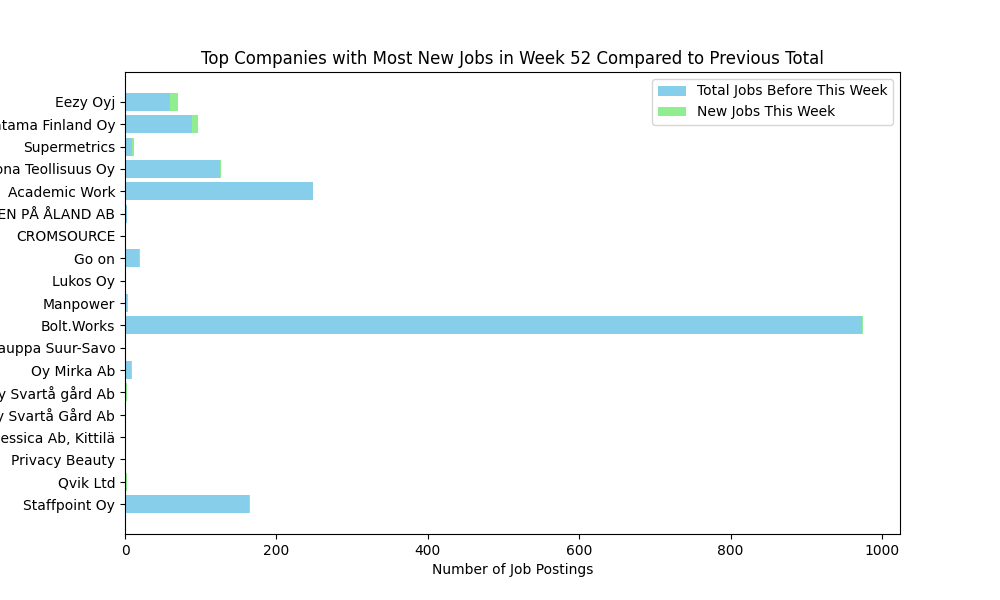 Top Companies with Most New Jobs in Week 52 Compared to Previous Total
Total Jobs Before This Week
New Jobs This Week
Eezy Oyj
Finland Oy
Supermetrics
Teollisuus Oy
Academic Work
PÅ ÅLAND AB
CROMSOURCE
Go on
Lukos Oy
Manpower
Bolt.Works
Suur-Savo
Oy Mirka Ab
Svartå gård Ab
Svartå Gård Ab
Ab, Kittilä
Privacy Beauty
Qvik Ltd
Staffpoint Oy
0 200 400 600 800 1000
Number of Job Postings